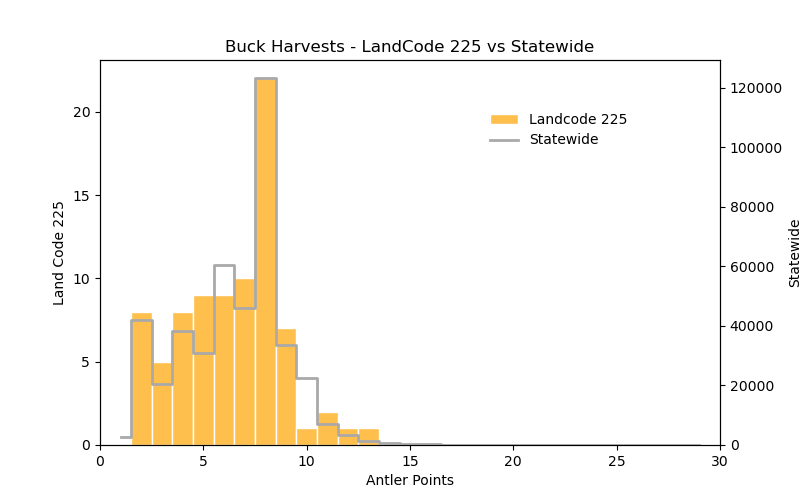 Buck Harvests - LandCode 225 vs Statewide
Landcode 225
Statewide
Land Code 225
20
15
10
5
0
120000
100000
80000
60000
40000
20000
0
Statewide
0 5 10 15 20 25 30
Antler Points